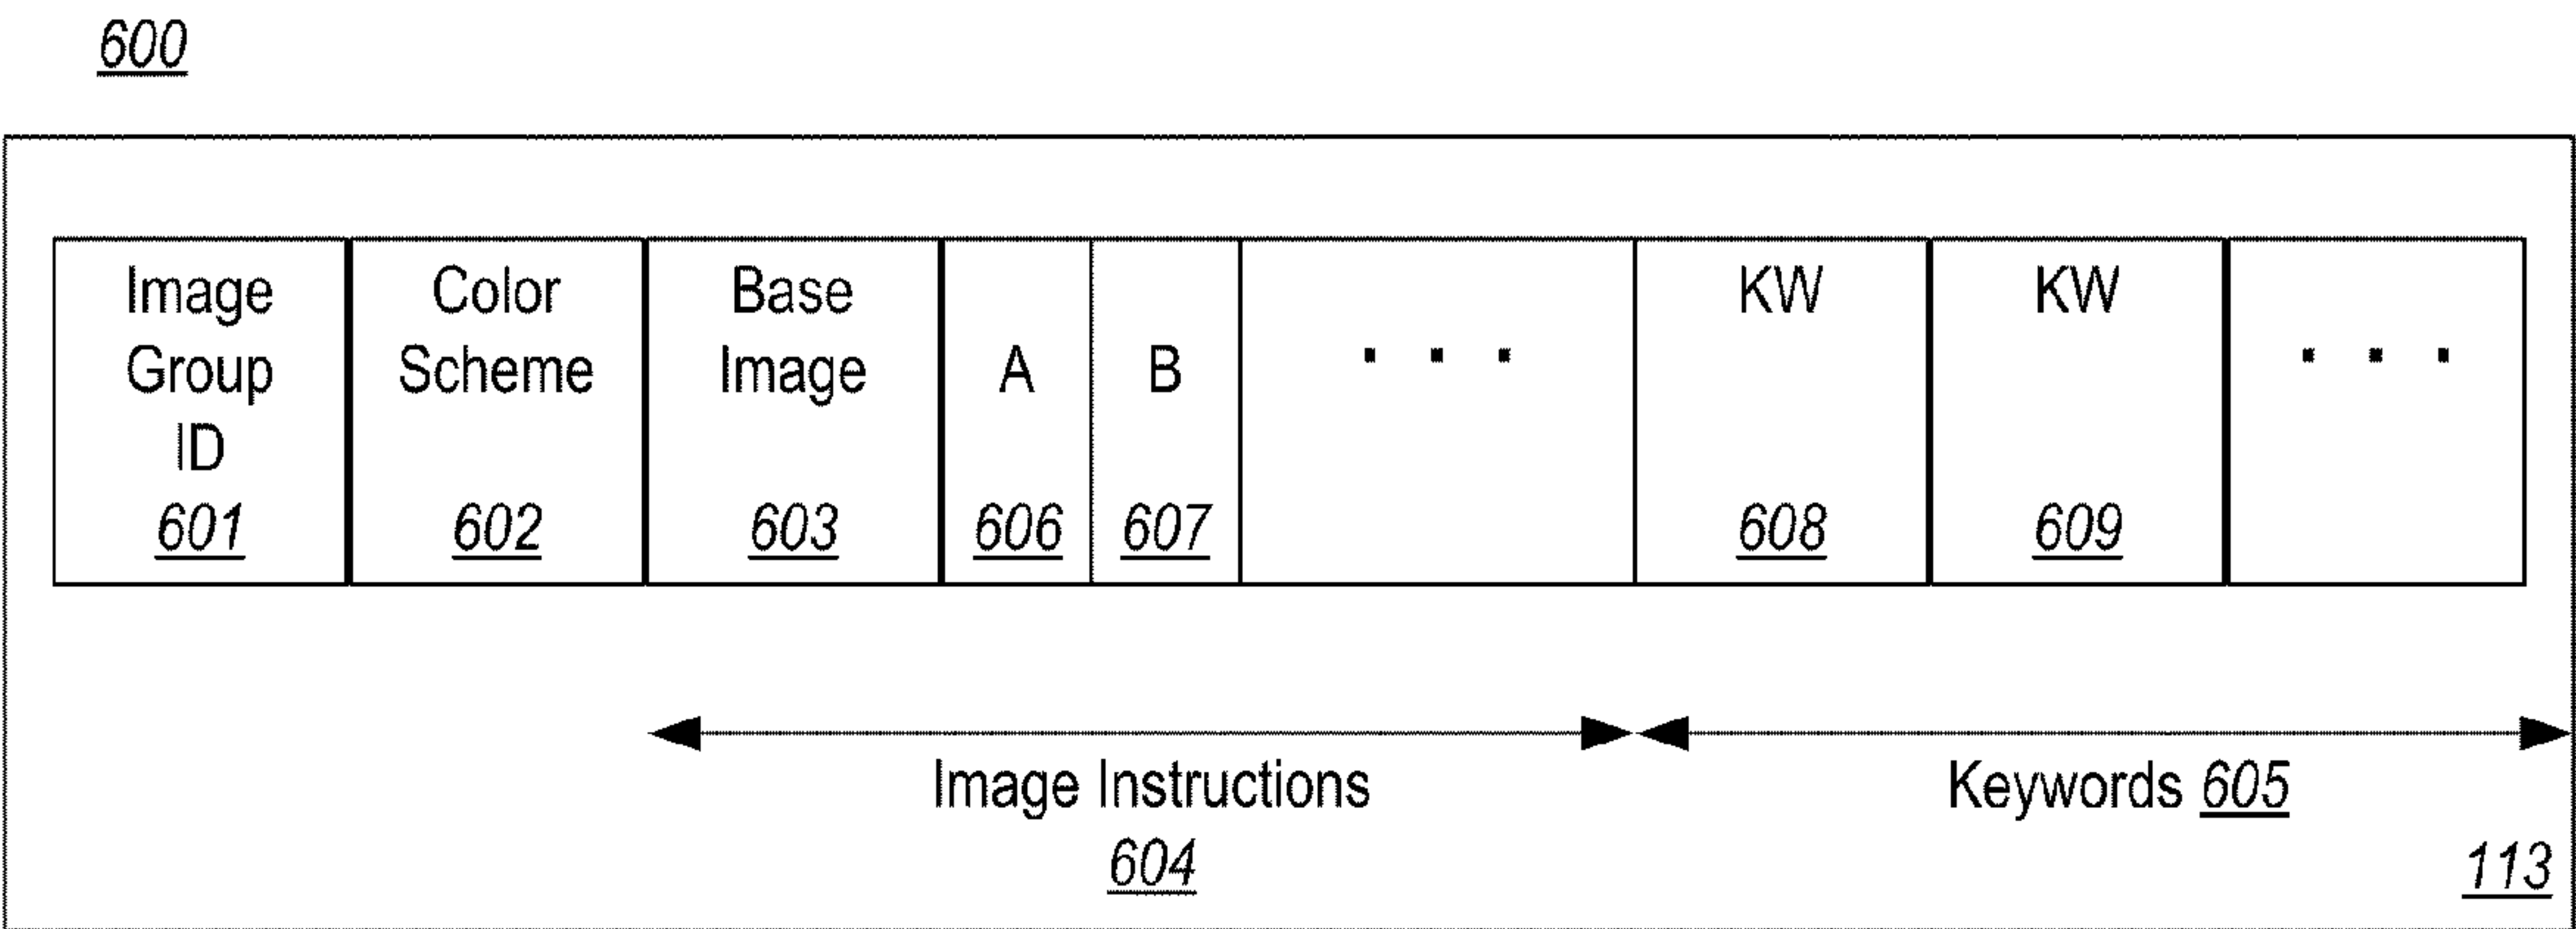 600
Image Group ID 601
Color Scheme 602
Base Image 603
A 606
B 607
. . .
KW 608
KW 609
. . .
Image Instructions
604
Keywords 605
113